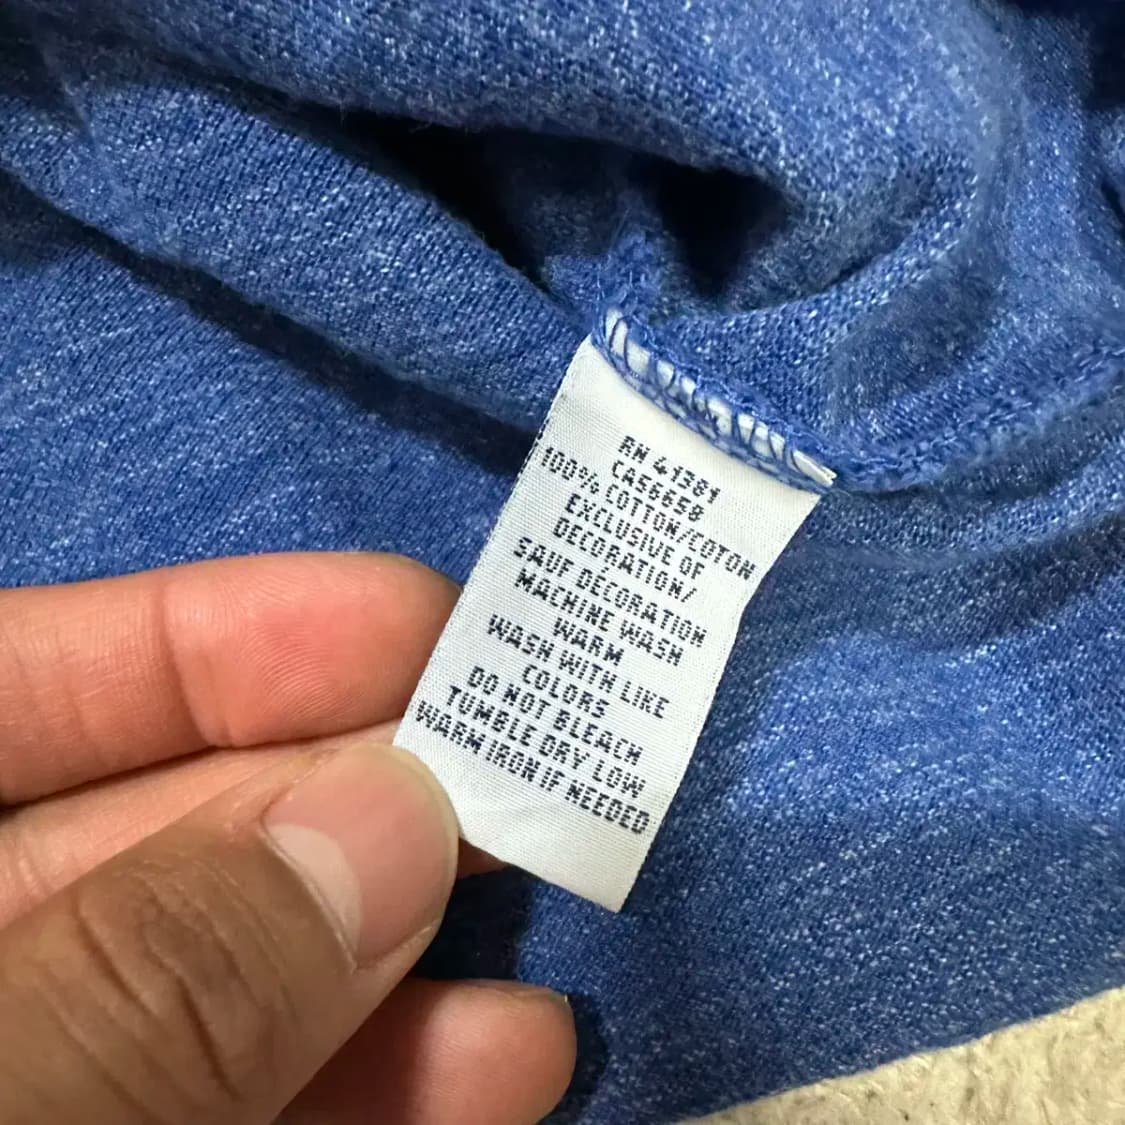 RN 41381
CA56658
100% COTTON/COTON
EXCLUSIVE OF
DECORATION/
SAUF DECORATION
MACHINE WASH
WARM
WASH WITH LIKE
COLORS
DO NOT BLEACH
TUMBLE DRY LOW
WARM IRON IF NEEDED